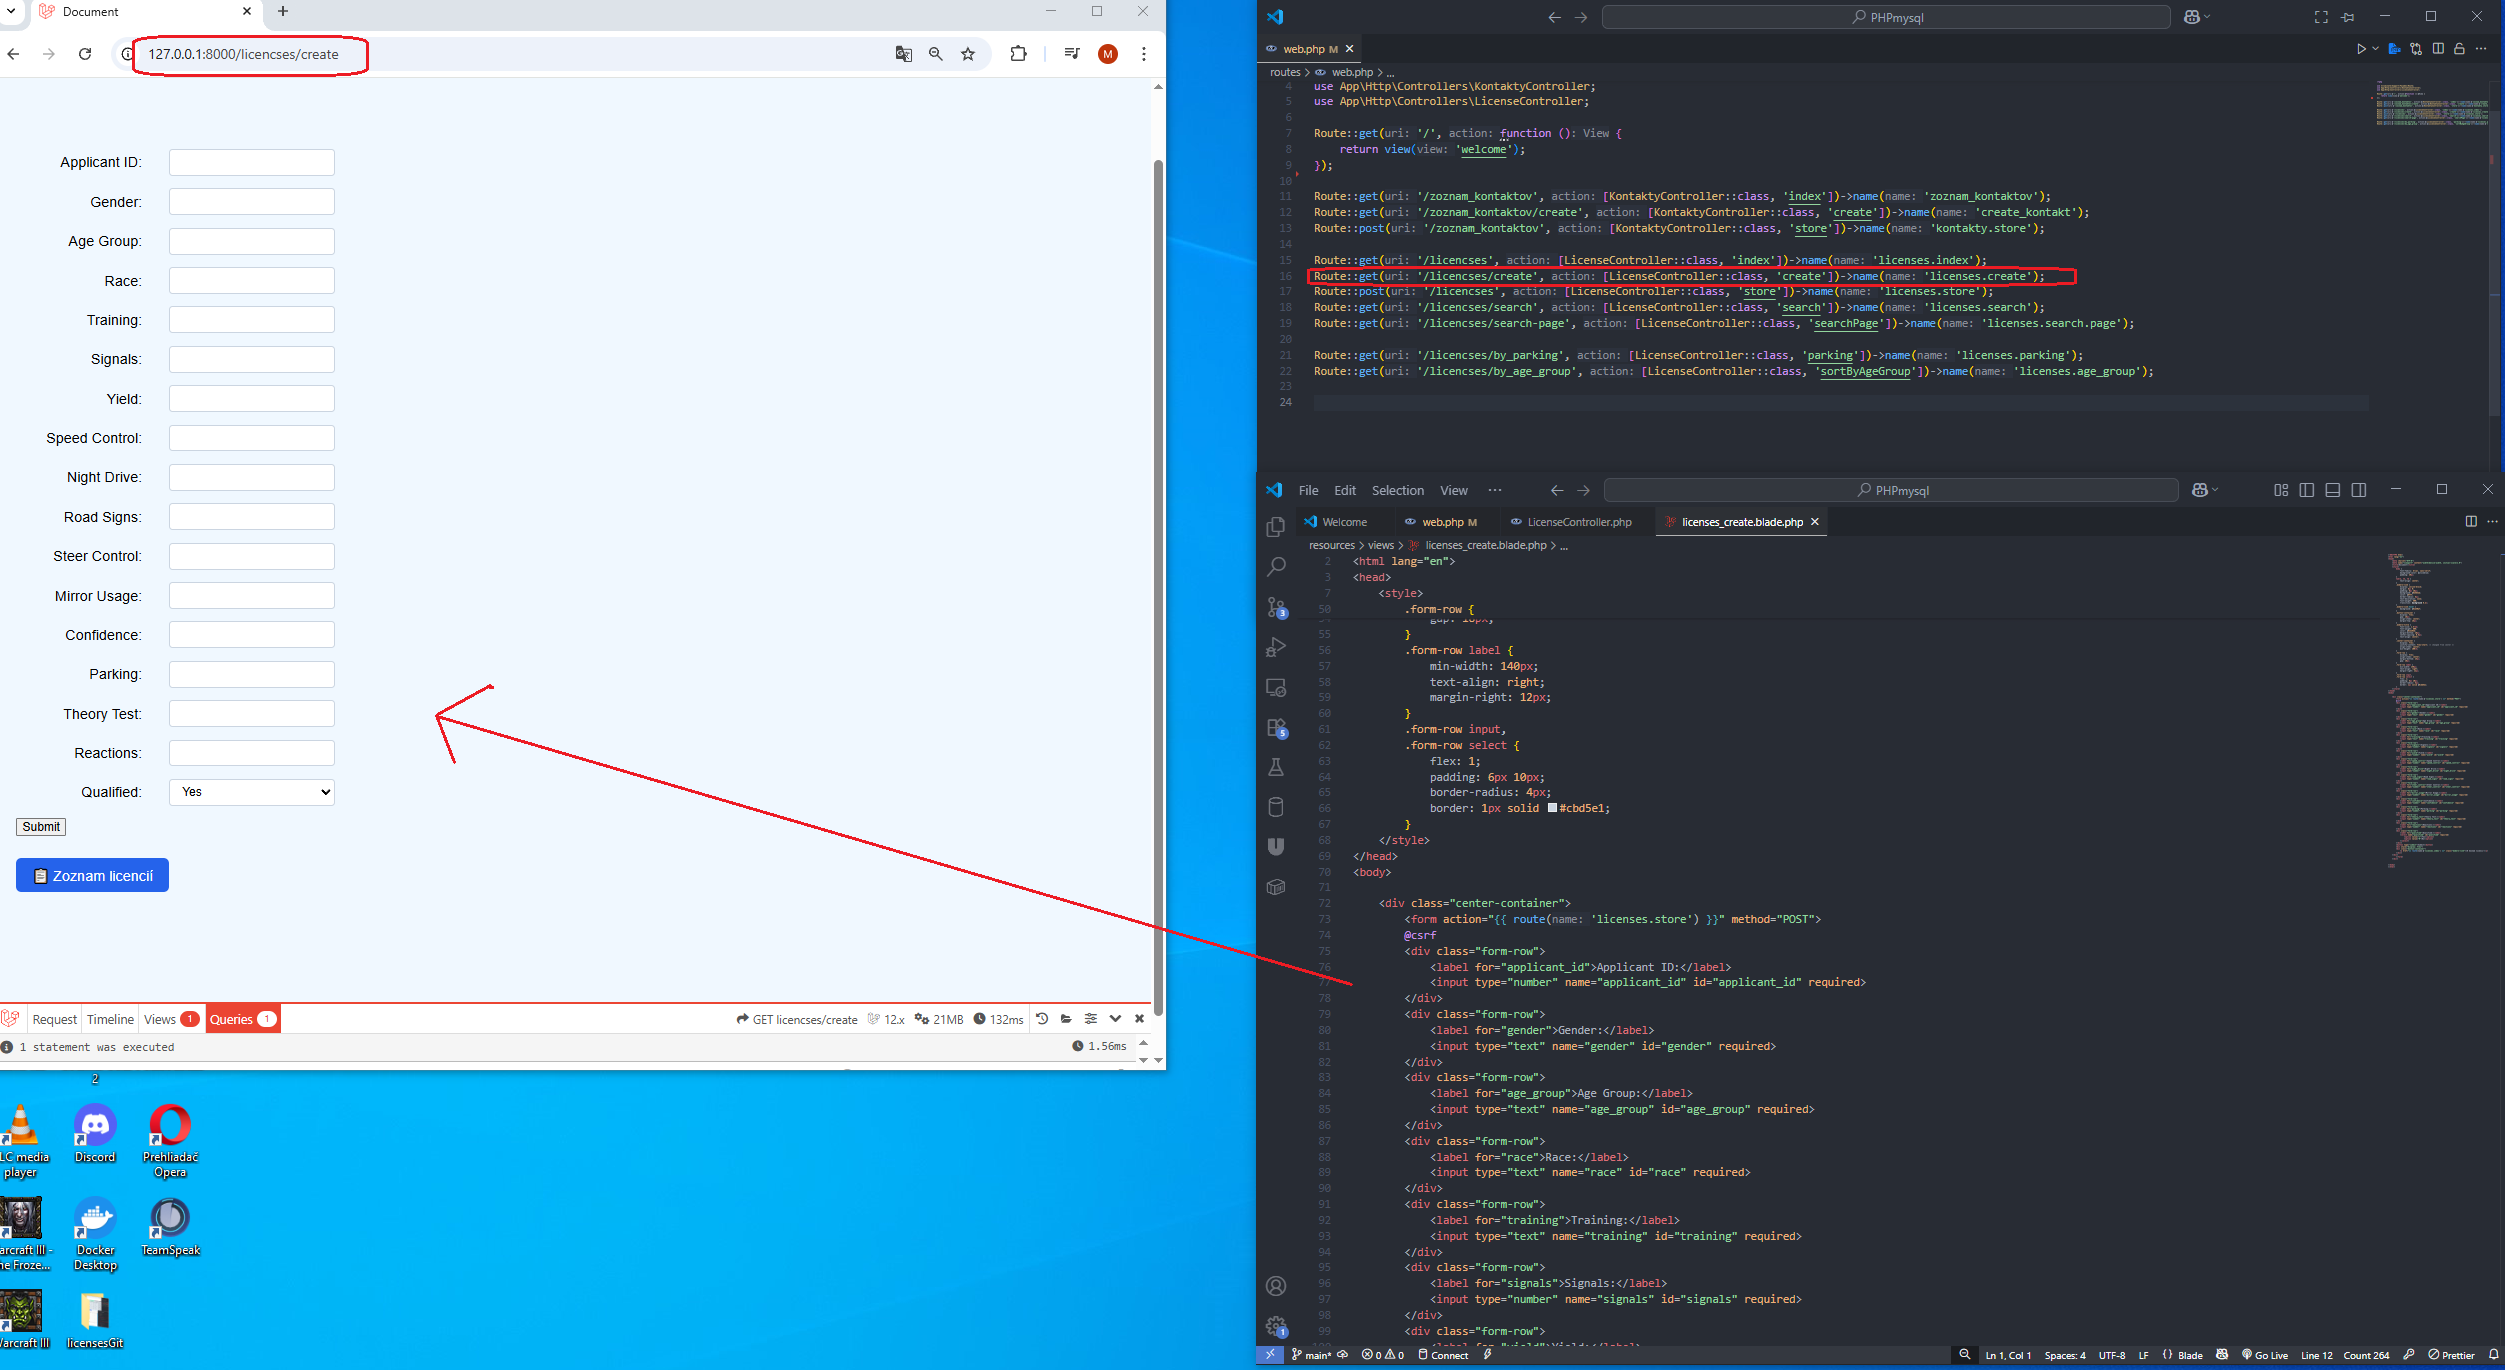 Document
127.0.0.1:8000/licencses/create
M
Applicant ID:
Gender:
Age Group:
Race:
Training:
Signals:
Yield:
Speed Control:
Night Drive:
Road Signs:
Steer Control:
Mirror Usage:
Confidence:
Parking:
Theory Test:
Reactions:
Qualified: Yes
Submit
Zoznam licencií
Request Timeline Views 1 Queries 1 GET licencses/create 12.x 21MB 132ms
1 statement was executed 1.56ms
2
LC media player
Discord
Prehliadač Opera
arcraft III - he Froze...
Docker Desktop
TeamSpeak
Warcraft III
licensesGit
PHPmysql
web.php M
routes > web.php > ...
4 use App\Http\Controllers\KontaktyController;
5 use App\Http\Controllers\LicenseController;
6
7 Route::get(uri: '/', action: function (): View {
8 return view(view: 'welcome');
9 });
10
11 Route::get(uri: '/zoznam_kontaktov', action: [KontaktyController::class, 'index'])->name(name: 'zoznam_kontaktov');
12 Route::get(uri: '/zoznam_kontaktov/create', action: [KontaktyController::class, 'create'])->name(name: 'create_kontakt');
13 Route::post(uri: '/zoznam_kontaktov', action: [KontaktyController::class, 'store'])->name(name: 'kontakty.store');
14
15 Route::get(uri: '/licencses', action: [LicenseController::class, 'index'])->name(name: 'licenses.index');
16 Route::get(uri: '/licencses/create', action: [LicenseController::class, 'create'])->name(name: 'licenses.create');
17 Route::post(uri: '/licencses', action: [LicenseController::class, 'store'])->name(name: 'licenses.store');
18 Route::get(uri: '/licencses/search', action: [LicenseController::class, 'search'])->name(name: 'licenses.search');
19 Route::get(uri: '/licencses/search-page', action: [LicenseController::class, 'searchPage'])->name(name: 'licenses.search.page');
20
21 Route::get(uri: '/licencses/by_parking', action: [LicenseController::class, 'parking'])->name(name: 'licenses.parking');
22 Route::get(uri: '/licencses/by_age_group', action: [LicenseController::class, 'sortByAgeGroup'])->name(name: 'licenses.age_group');
23
24
File Edit Selection View ... PHPmysql
Welcome web.php M LicenseController.php licenses_create.blade.php
resources > views > licenses_create.blade.php > ...
2 <html lang="en">
3 <head>
7 <style>
50 .form-row {
gap: 10px;
55 }
56 .form-row label {
57 min-width: 140px;
58 text-align: right;
59 margin-right: 12px;
60 }
61 .form-row input,
62 .form-row select {
63 flex: 1;
64 padding: 6px 10px;
65 border-radius: 4px;
66 border: 1px solid #cbd5e1;
67 }
68 </style>
69 </head>
70 <body>
71
72 <div class="center-container">
73 <form action="{{ route(name: 'licenses.store') }}" method="POST">
74 @csrf
75 <div class="form-row">
76 <label for="applicant_id">Applicant ID:</label>
77 <input type="number" name="applicant_id" id="applicant_id" required>
78 </div>
79 <div class="form-row">
80 <label for="gender">Gender:</label>
81 <input type="text" name="gender" id="gender" required>
82 </div>
83 <div class="form-row">
84 <label for="age_group">Age Group:</label>
85 <input type="text" name="age_group" id="age_group" required>
86 </div>
87 <div class="form-row">
88 <label for="race">Race:</label>
89 <input type="text" name="race" id="race" required>
90 </div>
91 <div class="form-row">
92 <label for="training">Training:</label>
93 <input type="text" name="training" id="training" required>
94 </div>
95 <div class="form-row">
96 <label for="signals">Signals:</label>
97 <input type="number" name="signals" id="signals" required>
98 </div>
99 <div class="form-row">
<label for="yield">Yield:</label>
main* 0 0 Connect Ln 1, Col 1 Spaces: 4 UTF-8 LF {} Blade Go Live Line 12 Count 264 Prettier
3
5
1